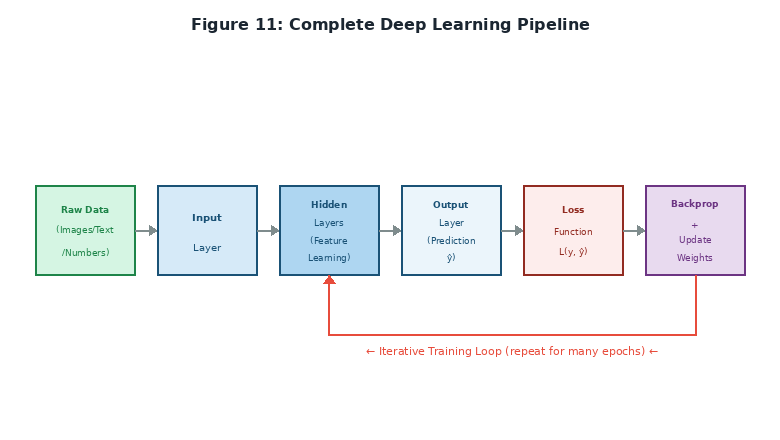 Figure 11: Complete Deep Learning Pipeline
Raw Data
(Images/Text
/Numbers)
Input
Layer
Hidden
Layers
(Feature
Learning)
Output
Layer
(Prediction
ŷ)
Loss
Function
L(y, ŷ)
Backprop
+
Update
Weights
← Iterative Training Loop (repeat for many epochs) ←